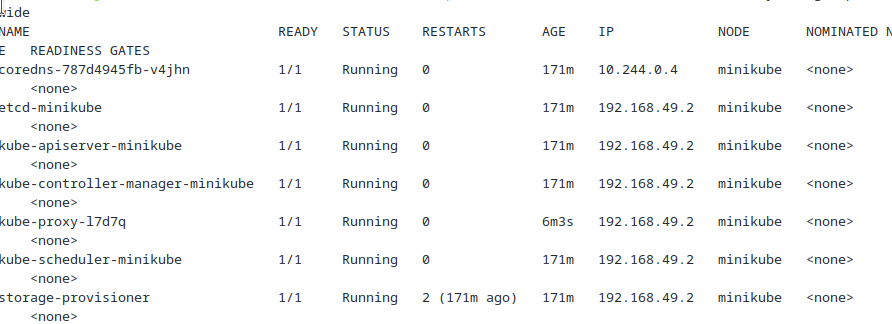 wide
NAME READY STATUS RESTARTS AGE IP NODE NOMINATED N
E READINESS GATES
coredns-787d4945fb-v4jhn 1/1 Running 0 171m 10.244.0.4 minikube <none>
<none>
etcd-minikube 1/1 Running 0 171m 192.168.49.2 minikube <none>
<none>
kube-apiserver-minikube 1/1 Running 0 171m 192.168.49.2 minikube <none>
<none>
kube-controller-manager-minikube 1/1 Running 0 171m 192.168.49.2 minikube <none>
<none>
kube-proxy-l7d7q 1/1 Running 0 6m3s 192.168.49.2 minikube <none>
<none>
kube-scheduler-minikube 1/1 Running 0 171m 192.168.49.2 minikube <none>
<none>
storage-provisioner 1/1 Running 2 (171m ago) 171m 192.168.49.2 minikube <none>
<none>